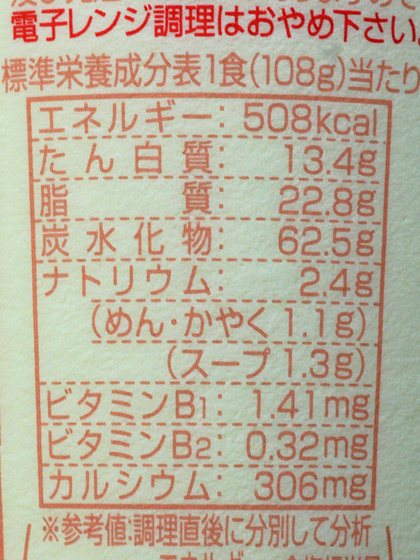 電子レンジ調理はおやめ下さい。
標準栄養成分表1食(108g)当たり
エネルギー: 508kcal
たん白質: 13.4g
脂質: 22.8g
炭水化物: 62.5g
ナトリウム: 2.4g
(めん・かやく 1.1g)
(スープ 1.3g)
ビタミンB1: 1.41mg
ビタミンB2: 0.32mg
カルシウム: 306mg
※参考値:調理直後に分別して分析